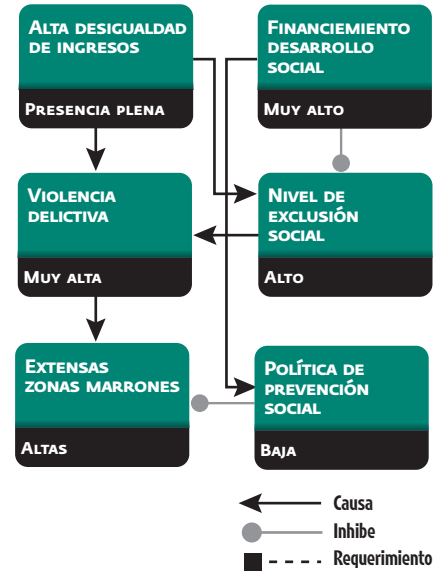 ALTA DESIGUALDAD
DE INGRESOS
PRESENCIA PLENA
FINANCIEMIENTO
DESARROLLO
SOCIAL
MUY ALTO
VIOLENCIA
DELICTIVA
MUY ALTA
NIVEL DE
EXCLUSIÓN
SOCIAL
ALTO
EXTENSAS
ZONAS MARRONES
ALTAS
POLÍTICA DE
PREVENCIÓN
SOCIAL
BAJA
Causa
Inhibe
Requerimiento